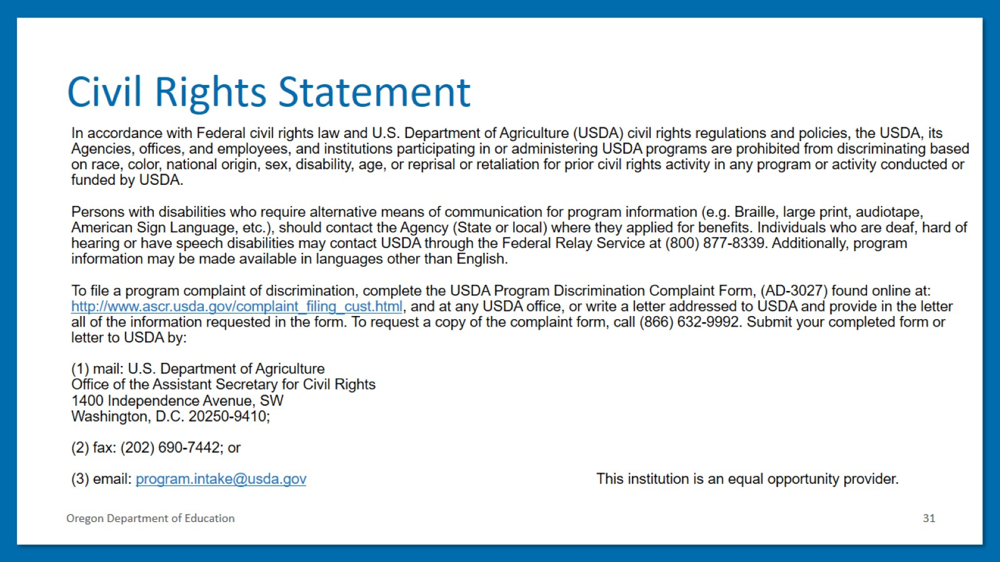 Civil Rights Statement
In accordance with Federal civil rights law and U.S. Department of Agriculture (USDA) civil rights regulations and policies, the USDA, its
Agencies, offices, and employees, and institutions participating in or administering USDA programs are prohibited from discriminating based
on race, color, national origin, sex, disability, age, or reprisal or retaliation for prior civil rights activity in any program or activity conducted or
funded by USDA.
Persons with disabilities who require alternative means of communication for program information (e.g. Braille, large print, audiotape,
American Sign Language, etc.), should contact the Agency (State or local) where they applied for benefits. Individuals who are deaf, hard of
hearing or have speech disabilities may contact USDA through the Federal Relay Service at (800) 877-8339. Additionally, program
information may be made available in languages other than English.
To file a program complaint of discrimination, complete the USDA Program Discrimination Complaint Form, (AD-3027) found online at:
http://www.ascr.usda.gov/complaint_filing_cust.html, and at any USDA office, or write a letter addressed to USDA and provide in the letter
all of the information requested in the form. To request a copy of the complaint form, call (866) 632-9992. Submit your completed form or
letter to USDA by:
(1) mail: U.S. Department of Agriculture
Office of the Assistant Secretary for Civil Rights
1400 Independence Avenue, SW
Washington, D.C. 20250-9410;
(2) fax: (202) 690-7442; or
(3) email: program.intake@usda.gov
This institution is an equal opportunity provider.
Oregon Department of Education
31